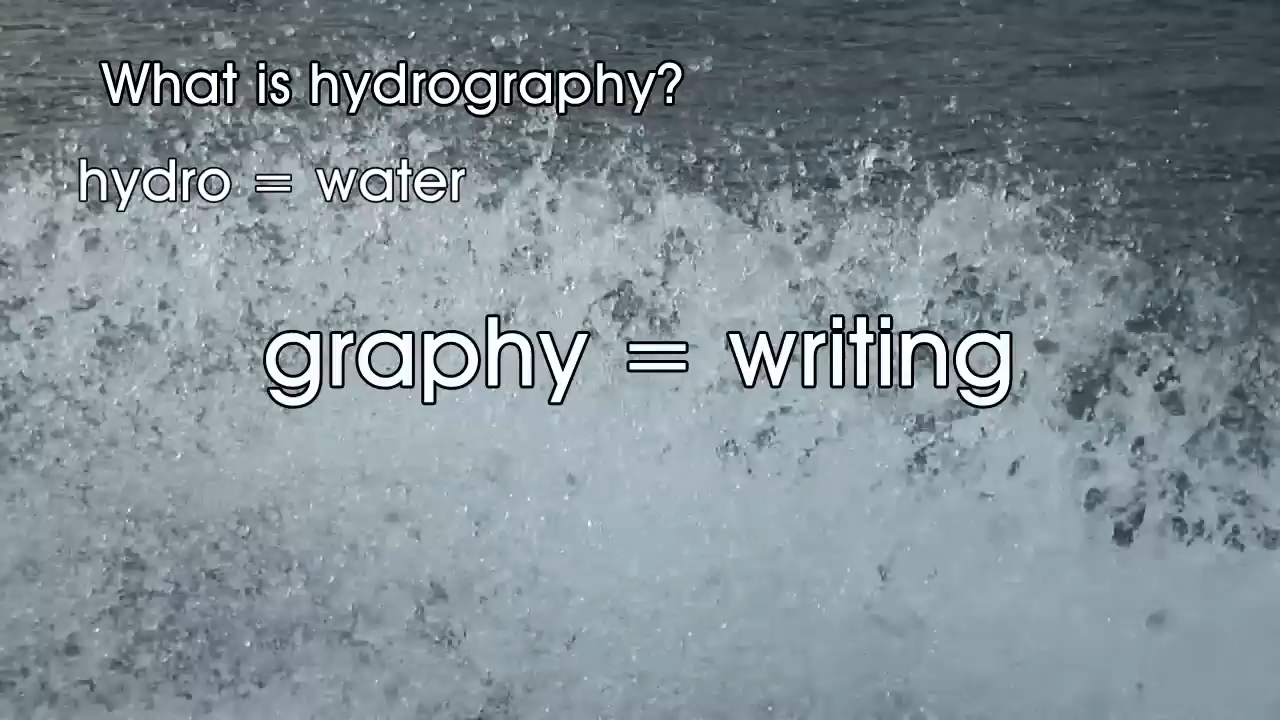 What is hydrography?
hydro = water
graphy = writing